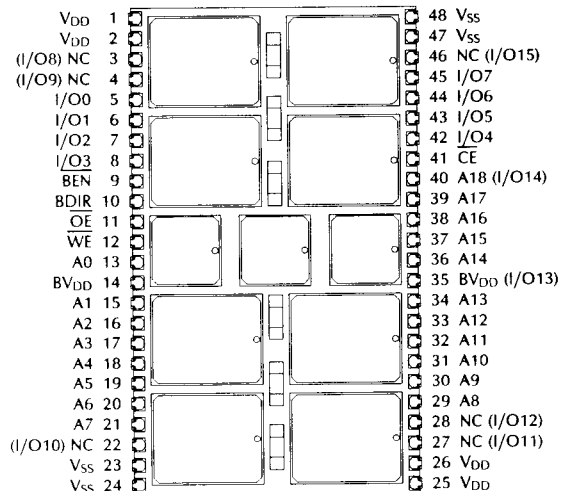 VDD 1
VDD 2
(I/O8) NC 3
(I/O9) NC 4
I/O0 5
I/O1 6
I/O2 7
I/O3 8
BEN 9
BDIR 10
OE 11
WE 12
A0 13
BVDD 14
A1 15
A2 16
A3 17
A4 18
A5 19
A6 20
A7 21
(I/O10) NC 22
VSS 23
VSS 24
48 VSS
47 VSS
46 NC (I/O15)
45 I/O7
44 I/O6
43 I/O5
42 I/O4
41 CE
40 A18 (I/O14)
39 A17
38 A16
37 A15
36 A14
35 BVDD (I/O13)
34 A13
33 A12
32 A11
31 A10
30 A9
29 A8
28 NC (I/O12)
27 NC (I/O11)
26 VDD
25 VDD